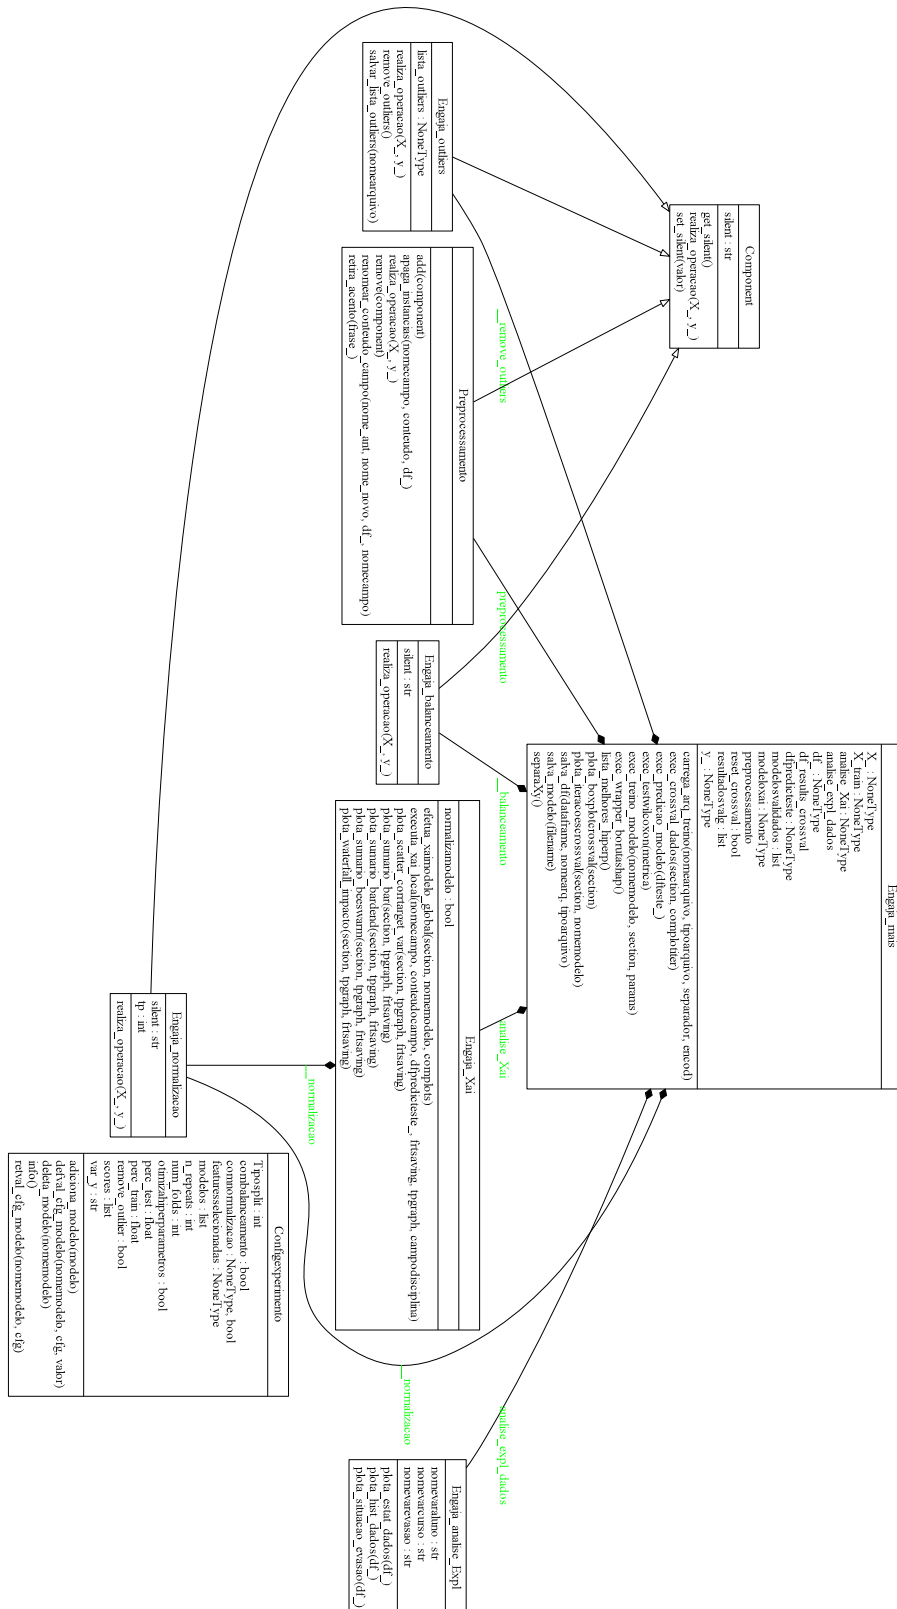 Component
silent : str
get_silent()
realiza_operacao(X_, y_)
set_silent(valor)
Engaja_outliers
lista_outliers : NoneType
realiza_operacao(X_, y_)
remove_outliers()
salvar_lista_outliers(nomearquivo)
Preprocessamento
add(component)
apaga_instancias(nomecampo, conteudo, df_)
realiza_operacao(X_, y_)
remove(component)
renomear_conteudo_campo(nome_ant, nome_novo, df_, nomecampo)
retira_acento(frase_)
Engaja_balanceamento
silent : str
realiza_operacao(X_, y_)
__remove_outliers
preprocessamento
__balanceamento
Engaja_mais
X_ : NoneType
X_train : NoneType
analise_Xai : NoneType
analise_expl_dados
df_ : NoneType
df_results_crossval
dfpredicteste : NoneType
modelosvalidados : list
modeloxai : NoneType
preprocessamento
reset_crossval : bool
resultadosvalg : list
y_ : NoneType
carrega_arq_treino(nomearquivo, tipoarquivo, separador, encod)
exec_crossval_dados(section, complotiter)
exec_predicao_modelo(dfteste_)
exec_testwilcoxon(metrica)
exec_treino_modelo(nomemodelo, section, params)
exec_wrapper_borutashap()
lista_melhores_hiperp()
plota_boxplotcrossval(section)
plota_iteracoescrossval(section, nomemodelo)
salva_df(dataframe, nomearq, tipoarquivo)
salva_modelo(filename)
separaXy()
analise_Xai
Engaja_Xai
normalizamodelo : bool
efetua_xaimodelo_global(section, nomemodelo, complots)
executa_xai_local(nomecampo, conteudocampo, dfpredicteste_, frtsaving, tpgraph, campodisciplina)
plota_scatter_corrtarget_var(section, tpgraph, frtsaving)
plota_sumario_bar(section, tpgraph, frtsaving)
plota_sumario_bardend(section, tpgraph, frtsaving)
plota_sumario_beeswarm(section, tpgraph, frtsaving)
plota_waterfall_impacto(section, tpgraph, frtsaving)
Engaja_normalizacao
silent : str
tp : int
realiza_operacao(X_, y_)
__normalizacao
Configexperimento
Tiposplit : int
combalanceamento : bool
comnormalizacao : NoneType, bool
featuresselecionadas : NoneType
modelos : list
n_repeats : int
num_folds : int
otimizahiperparametros : bool
perc_test : float
perc_train : float
remove_outlier : bool
scores : list
var_y : str
adiciona_modelo(modelo)
defval_cfg_modelo(nomemodelo, cfg, valor)
deleta_modelo(nomemodelo)
info()
retval_cfg_modelo(nomemodelo, cfg)
__normalizacao
analise_expl_dados
Engaja_analise_Expl
nomevaraluno : str
nomevarcurso : str
nomevarevasao : str
plota_estat_dados(df_)
plota_hist_dados(df_)
plota_situacao_evasao(df_)